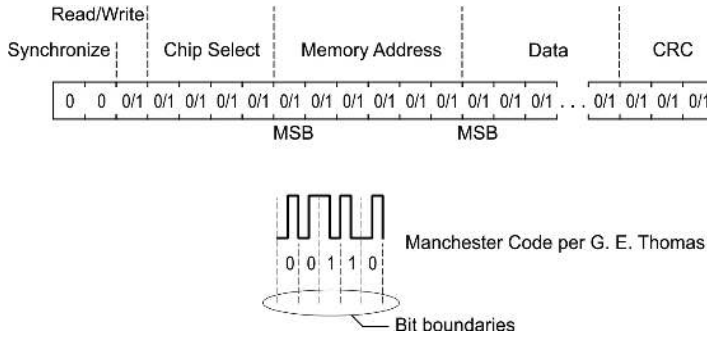 Read/Write
Synchronize Chip Select Memory Address Data CRC
0 0 0/1 0/1 0/1 0/1 0/1 0/1 0/1 0/1 0/1 0/1 0/1 0/1 0/1 0/1 ... 0/1 0/1 0/1 0/1
MSB MSB
Manchester Code per G. E. Thomas
0 0 1 1 0
Bit boundaries